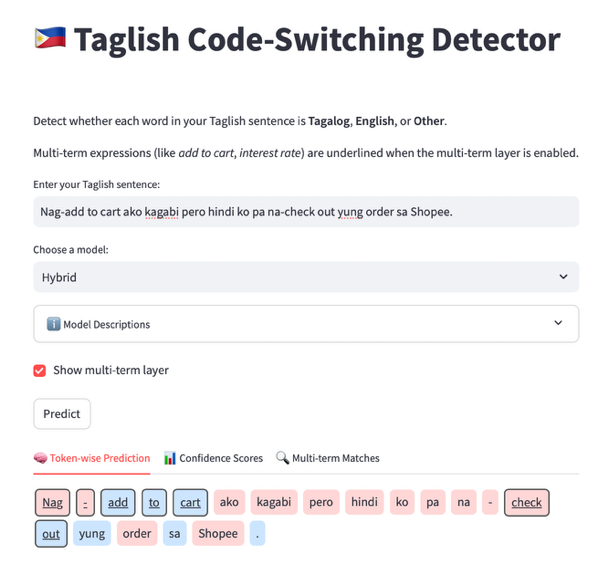 🇵🇭 Taglish Code-Switching Detector
Detect whether each word in your Taglish sentence is Tagalog, English, or Other.
Multi-term expressions (like add to cart, interest rate) are underlined when the multi-term layer is enabled.
Enter your Taglish sentence:
Nag-add to cart ako kagabi pero hindi ko pa na-check out yung order sa Shopee.
Choose a model:
Hybrid
ℹ️ Model Descriptions
Show multi-term layer
Predict
🧠 Token-wise Prediction 📊 Confidence Scores 🔍 Multi-term Matches
Nag - add to cart ako kagabi pero hindi ko pa na - check
out yung order sa Shopee .